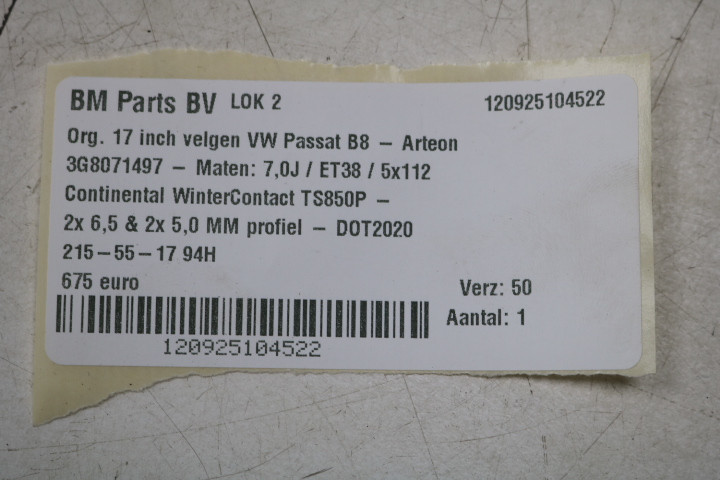 BM Parts BV LOK 2 120925104522
Org. 17 inch velgen VW Passat B8 – Arteon
3G8071497 – Maten: 7,0J / ET38 / 5x112
Continental WinterContact TS850P –
2x 6,5 & 2x 5,0 MM profiel – DOT2020
215–55–17 94H
675 euro Verz: 50
Aantal: 1
120925104522